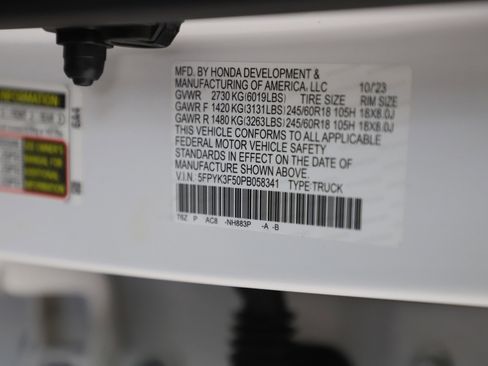 MFD. BY HONDA DEVELOPMENT &
MANUFACTURING OF AMERICA, LLC 10/23
GVWR 2730 KG (6019LBS) TIRE SIZE RIM SIZE
GAWR F 1420 KG (3131LBS) 245/60R18 105H 18X8.0J
GAWR R 1480 KG (3263LBS) 245/60R18 105H 18X8.0J
THIS VEHICLE CONFORMS TO ALL APPLICABLE
FEDERAL MOTOR VEHICLE SAFETY
STANDARDS IN EFFECT ON THE DATE OF
MANUFACTURE SHOWN ABOVE.
V.I.N. 5FPYK3F50PB058341 TYPE TRUCK
T6Z P AC8 -NH883P -A -B
INFORMATION
6A4